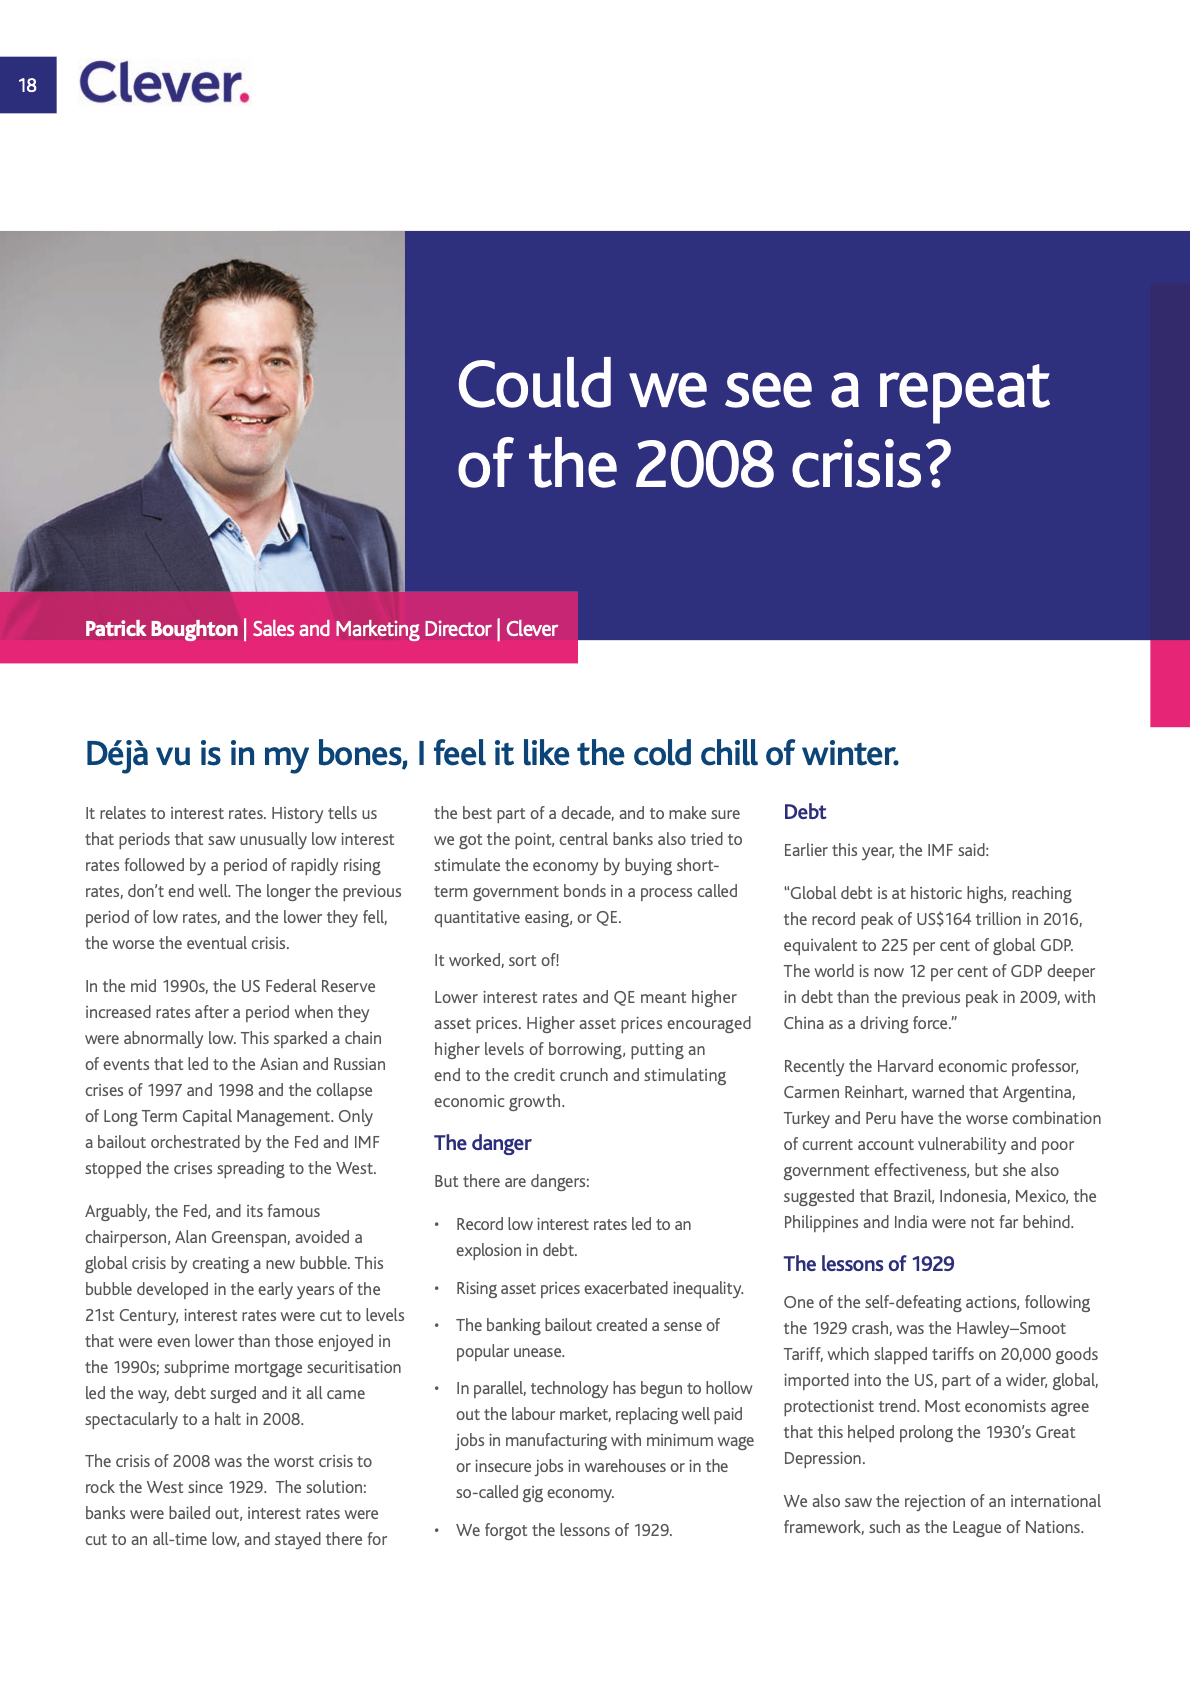 18
Clever.
Could we see a repeat
of the 2008 crisis?
Patrick Boughton | Sales and Marketing Director | Clever
Déjà vu is in my bones, I feel it like the cold chill of winter.
It relates to interest rates. History tells us
that periods that saw unusually low interest
rates followed by a period of rapidly rising
rates, don’t end well. The longer the previous
period of low rates, and the lower they fell,
the worse the eventual crisis.
In the mid 1990s, the US Federal Reserve
increased rates after a period when they
were abnormally low. This sparked a chain
of events that led to the Asian and Russian
crises of 1997 and 1998 and the collapse
of Long Term Capital Management. Only
a bailout orchestrated by the Fed and IMF
stopped the crises spreading to the West.
Arguably, the Fed, and its famous
chairperson, Alan Greenspan, avoided a
global crisis by creating a new bubble. This
bubble developed in the early years of the
21st Century, interest rates were cut to levels
that were even lower than those enjoyed in
the 1990s; subprime mortgage securitisation
led the way, debt surged and it all came
spectacularly to a halt in 2008.
The crisis of 2008 was the worst crisis to
rock the West since 1929.  The solution:
banks were bailed out, interest rates were
cut to an all-time low, and stayed there for
the best part of a decade, and to make sure
we got the point, central banks also tried to
stimulate the economy by buying short-
term government bonds in a process called
quantitative easing, or QE.
It worked, sort of!
Lower interest rates and QE meant higher
asset prices. Higher asset prices encouraged
higher levels of borrowing, putting an
end to the credit crunch and stimulating
economic growth.
The danger
But there are dangers:
• Record low interest rates led to an
explosion in debt.
• Rising asset prices exacerbated inequality.
• The banking bailout created a sense of
popular unease.
• In parallel, technology has begun to hollow
out the labour market, replacing well paid
jobs in manufacturing with minimum wage
or insecure jobs in warehouses or in the
so-called gig economy.
• We forgot the lessons of 1929.
Debt
Earlier this year, the IMF said:
“Global debt is at historic highs, reaching
the record peak of US$164 trillion in 2016,
equivalent to 225 per cent of global GDP.
The world is now 12 per cent of GDP deeper
in debt than the previous peak in 2009, with
China as a driving force.”
Recently the Harvard economic professor,
Carmen Reinhart, warned that Argentina,
Turkey and Peru have the worse combination
of current account vulnerability and poor
government effectiveness, but she also
suggested that Brazil, Indonesia, Mexico, the
Philippines and India were not far behind.
The lessons of 1929
One of the self-defeating actions, following
the 1929 crash, was the Hawley–Smoot
Tariff, which slapped tariffs on 20,000 goods
imported into the US, part of a wider, global,
protectionist trend. Most economists agree
that this helped prolong the 1930’s Great
Depression.
We also saw the rejection of an international
framework, such as the League of Nations.